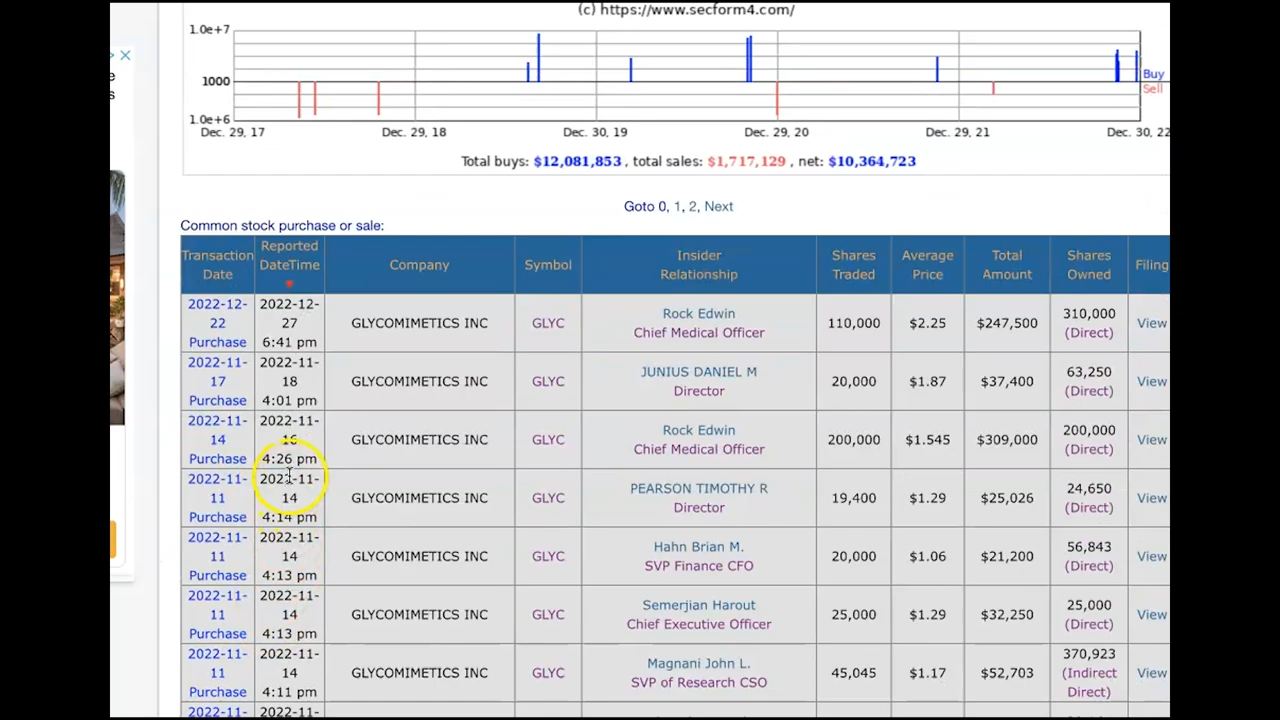 (c) https://www.secform4.com/
1.0e+7
1000
Buy
Sell
1.0e+6
Dec. 29, 17 Dec. 29, 18 Dec. 30, 19 Dec. 29, 20 Dec. 29, 21 Dec. 30, 22
Total buys: $12,081,853 , total sales: $1,717,129 , net: $10,364,723
Goto 0, 1, 2, Next
Common stock purchase or sale:
Transaction Date Reported DateTime Company Symbol Insider Relationship Shares Traded Average Price Total Amount Shares Owned Filing
2022-12-22 Purchase 2022-12-27 6:41 pm GLYCOMIMETICS INC GLYC Rock Edwin Chief Medical Officer 110,000 $2.25 $247,500 310,000 (Direct) View
2022-11-17 Purchase 2022-11-18 4:01 pm GLYCOMIMETICS INC GLYC JUNIUS DANIEL M Director 20,000 $1.87 $37,400 63,250 (Direct) View
2022-11-14 Purchase 2022-11-16 4:26 pm GLYCOMIMETICS INC GLYC Rock Edwin Chief Medical Officer 200,000 $1.545 $309,000 200,000 (Direct) View
2022-11-11 Purchase 2022-11-14 4:14 pm GLYCOMIMETICS INC GLYC PEARSON TIMOTHY R Director 19,400 $1.29 $25,026 24,650 (Direct) View
2022-11-11 Purchase 2022-11-14 4:13 pm GLYCOMIMETICS INC GLYC Hahn Brian M. SVP Finance CFO 20,000 $1.06 $21,200 56,843 (Direct) View
2022-11-11 Purchase 2022-11-14 4:13 pm GLYCOMIMETICS INC GLYC Semerjian Harout Chief Executive Officer 25,000 $1.29 $32,250 25,000 (Direct) View
2022-11-11 Purchase 2022-11-14 4:11 pm GLYCOMIMETICS INC GLYC Magnani John L. SVP of Research CSO 45,045 $1.17 $52,703 370,923 (Indirect Direct) View
2022-11- 2022-11-